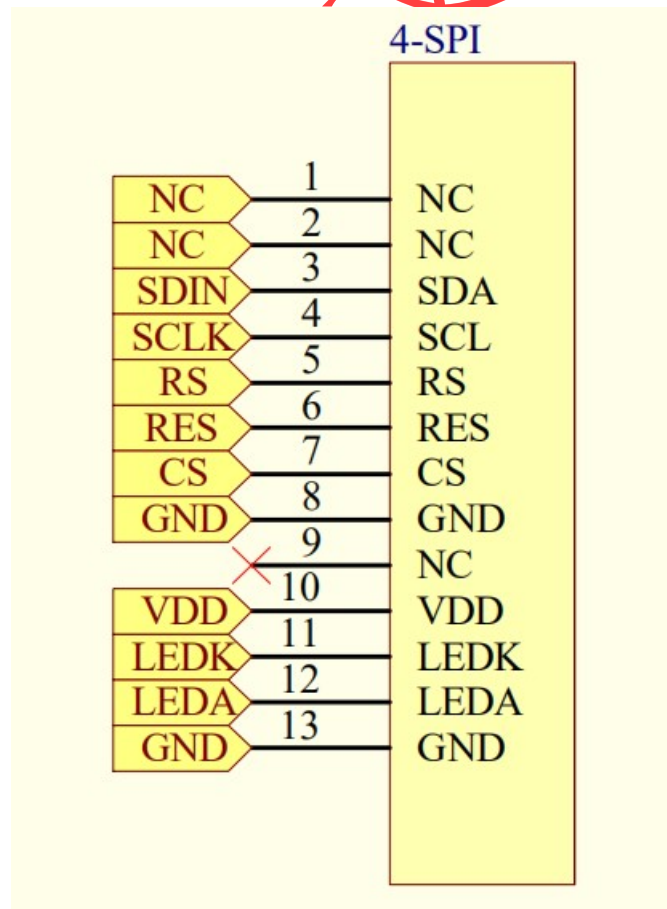 4-SPI
NC 1 NC
NC 2 NC
SDIN 3 SDA
SCLK 4 SCL
RS 5 RS
RES 6 RES
CS 7 CS
GND 8 GND
9 NC
VDD 10 VDD
LEDK 11 LEDK
LEDA 12 LEDA
GND 13 GND